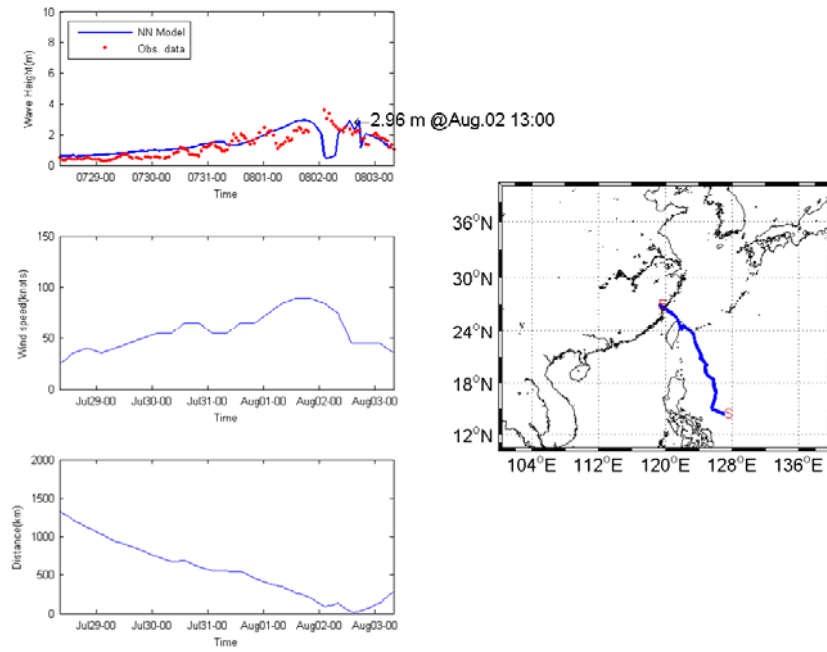 10
8
6
4
2
0
Wave Height(m)
NN Model
Obs. data
2.96 m @Aug.02 13:00
0729-00 0730-00 0731-00 0801-00 0802-00 0803-00
Time
150
100
50
0
Wind speed(knots)
Jul29-00 Jul30-00 Jul31-00 Aug01-00 Aug02-00 Aug03-00
Time
2000
1500
1000
500
0
Distance(km)
Jul29-00 Jul30-00 Jul31-00 Aug01-00 Aug02-00 Aug03-00
Time
36°N
30°N
24°N
18°N
12°N
E
S
104°E 112°E 120°E 128°E 136°E